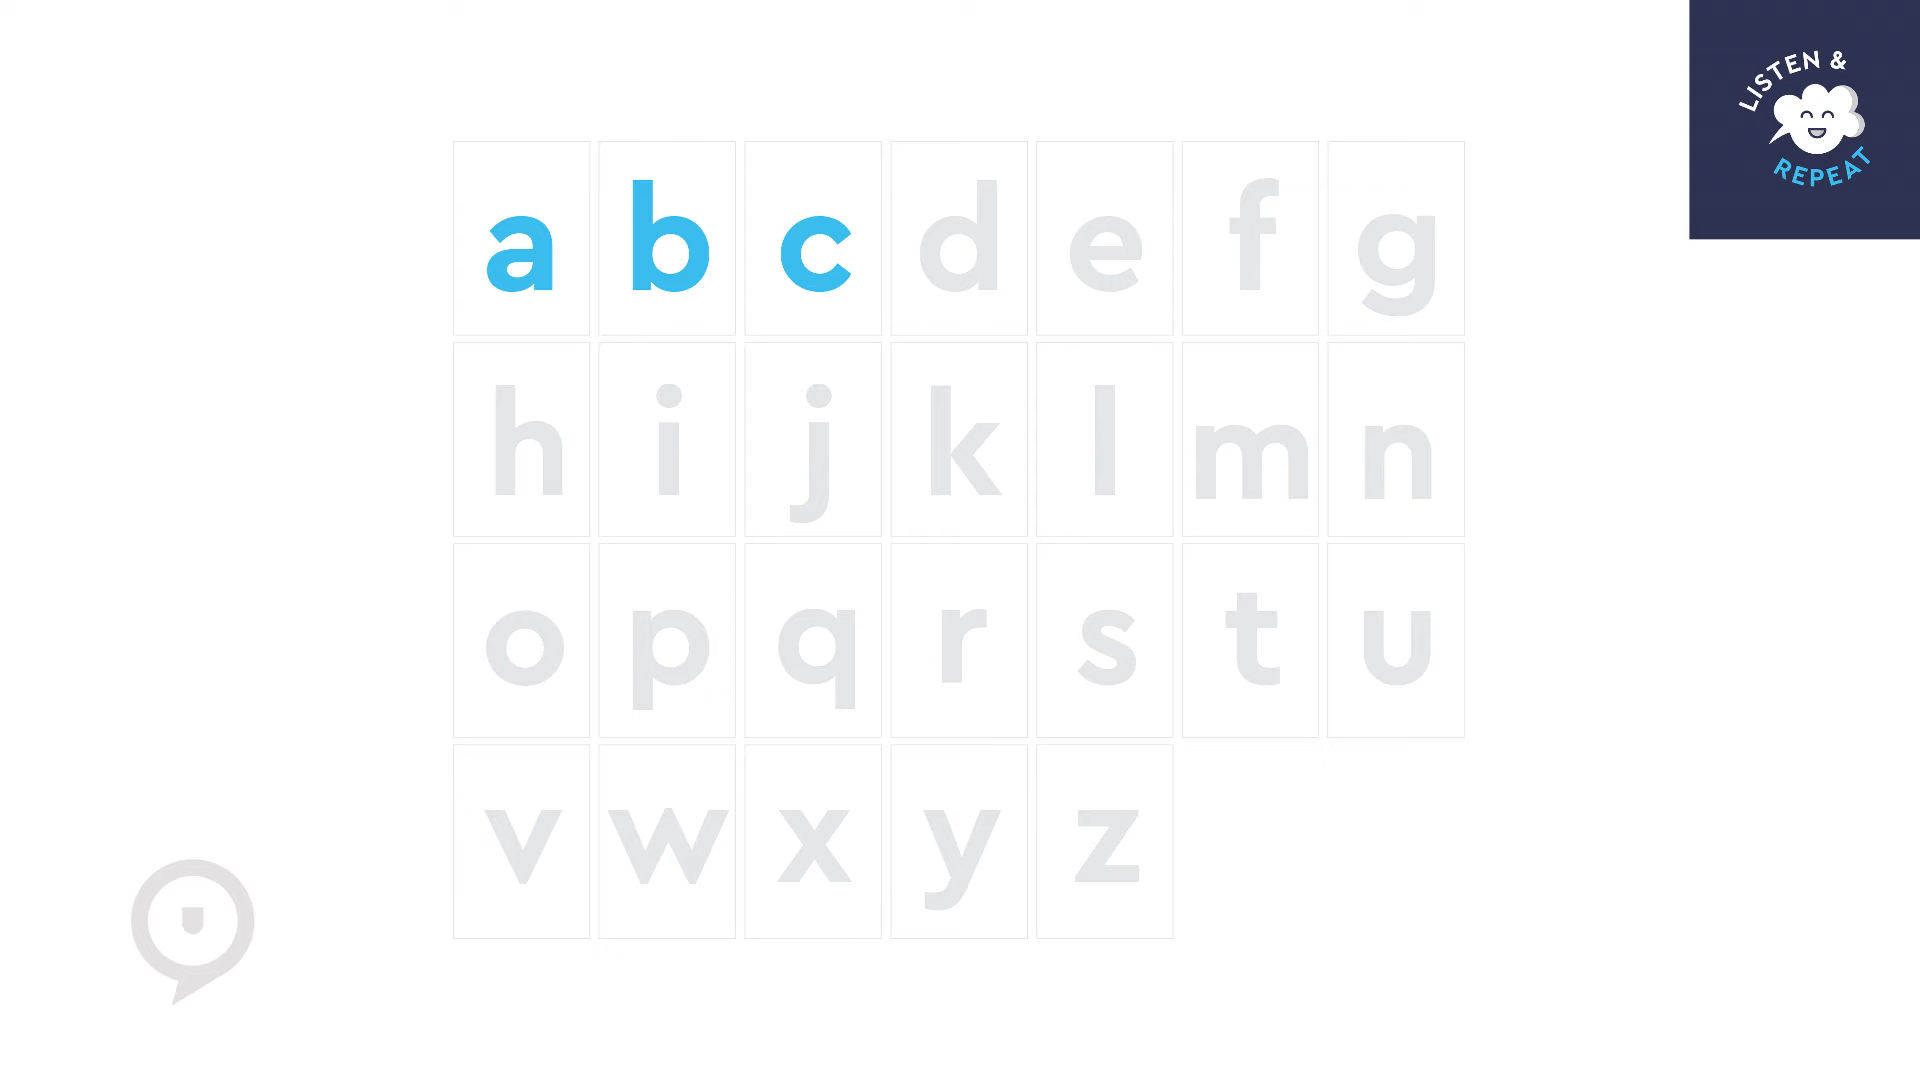 LISTEN &
REPEAT
a b c d e f g
h i j k l m n
o p q r s t u
v w x y z